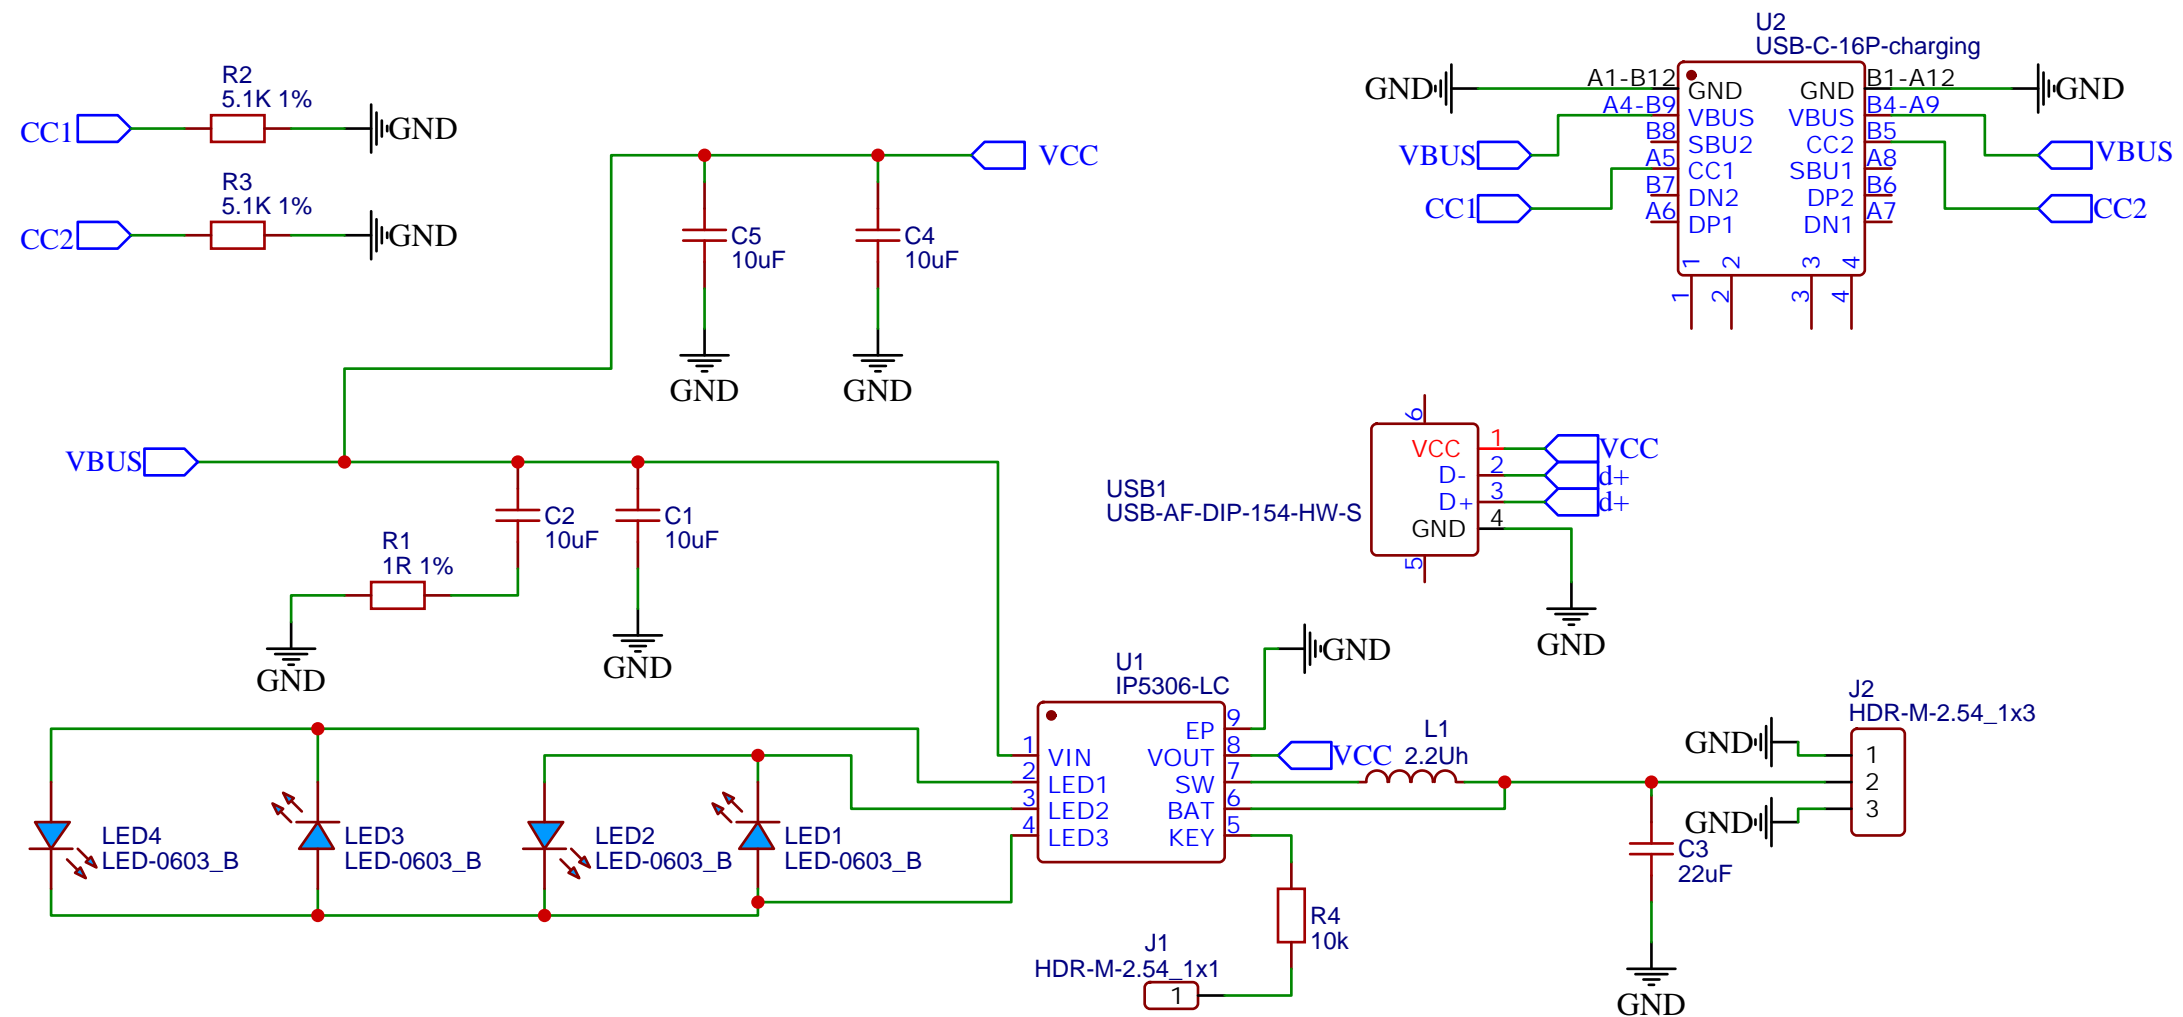 U2
USB-C-16P-charging
GND
A1-B12
GND
GND
B1-A12
GND
A4-B9
VBUS
VBUS
B4-A9
B8
SBU2
CC2
B5
VBUS
VBUS
A5
CC1
SBU1
A8
B7
DN2
DP2
B6
CC1
CC2
A6
DP1
DN1
A7
1
2
3
4
1
2
3
4
R2
5.1K 1%
CC1
GND
R3
5.1K 1%
CC2
GND
VCC
C5
10uF
C4
10uF
GND
GND
VBUS
C2
10uF
C1
10uF
R1
1R 1%
GND
GND
6
VCC
1
VCC
D-
2
d+
D+
3
d+
GND
4
5
USB1
USB-AF-DIP-154-HW-S
GND
U1
IP5306-LC
GND
EP
9
1
VIN
VOUT
8
VCC
2
LED1
SW
7
3
LED2
BAT
6
4
LED3
KEY
5
L1
2.2Uh
J2
HDR-M-2.54_1x3
GND
1
2
3
GND
C3
22uF
GND
LED4
LED-0603_B
LED3
LED-0603_B
LED2
LED-0603_B
LED1
LED-0603_B
R4
10k
J1
HDR-M-2.54_1x1
1